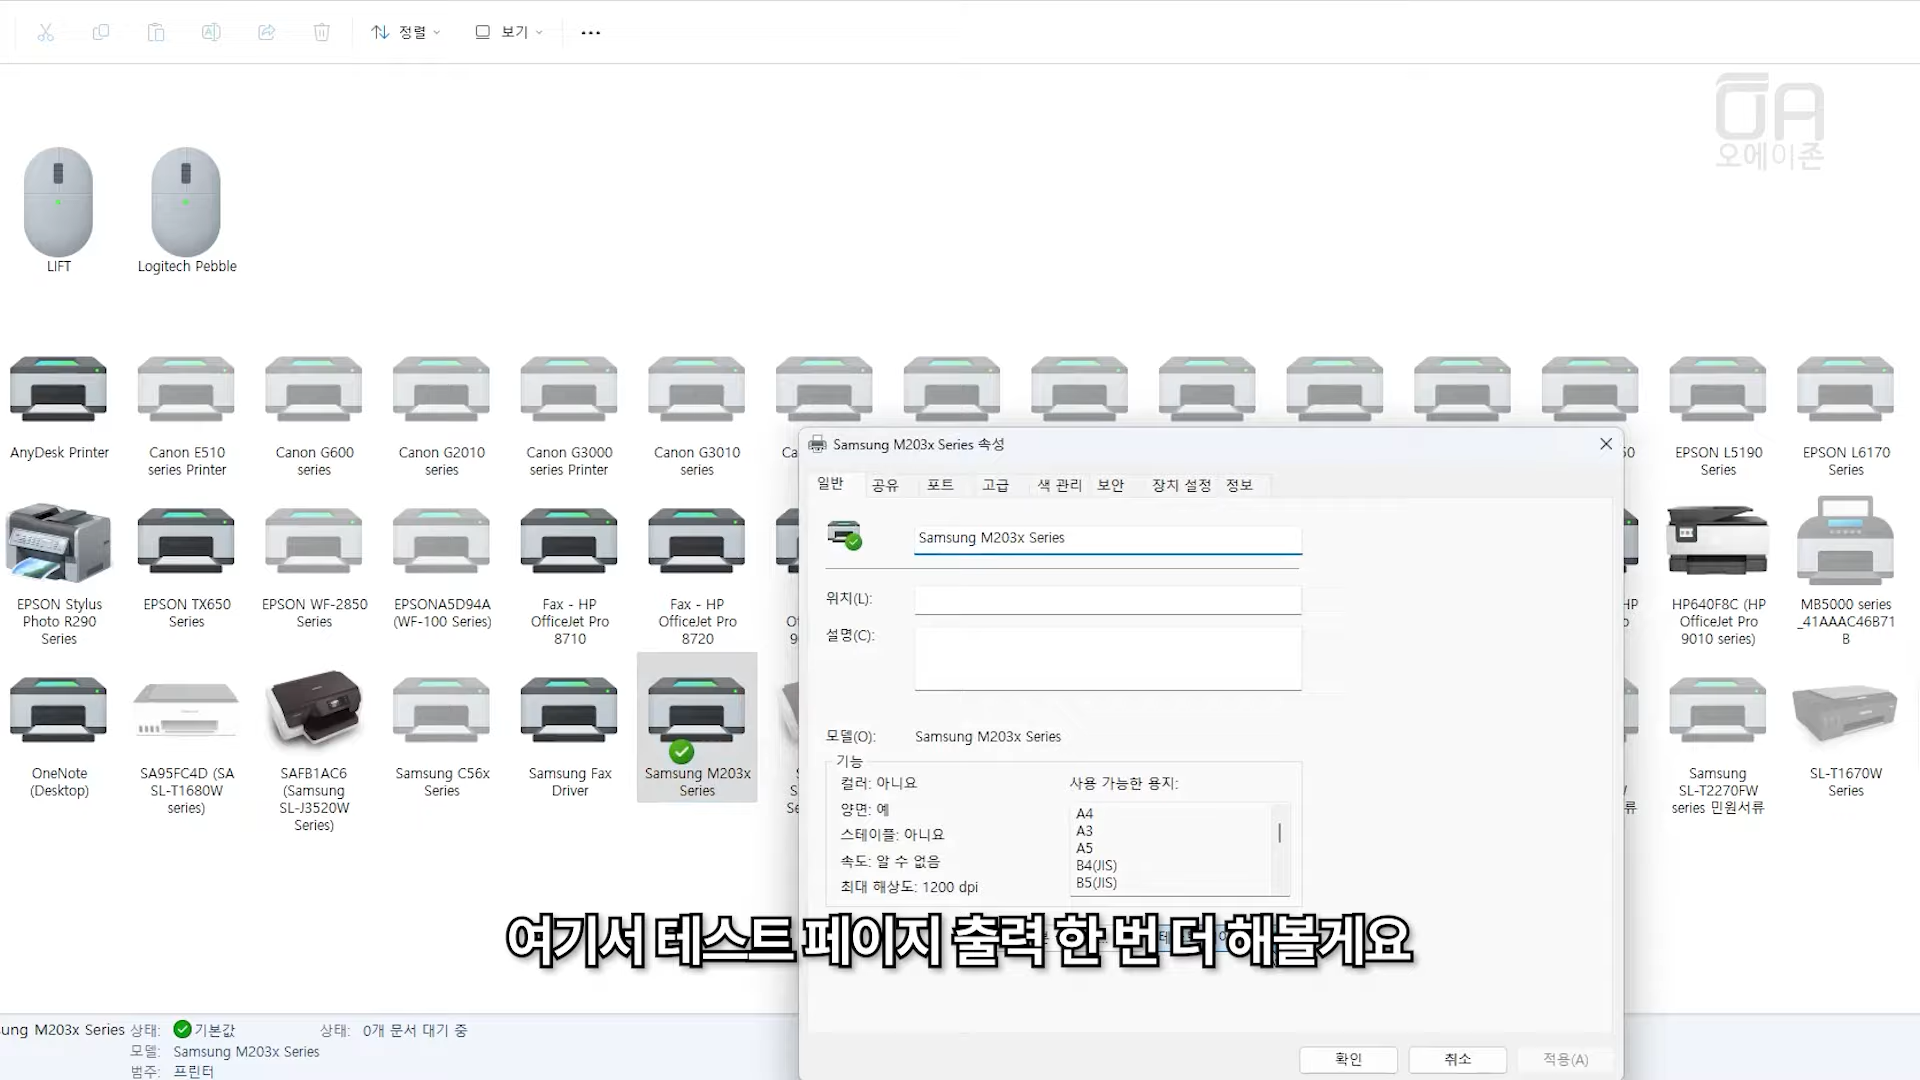 정렬
보기
OA
오에이존
LIFT
Logitech Pebble
AnyDesk Printer
Canon E510
series Printer
Canon G600
series
Canon G2010
series
Canon G3000
series Printer
Canon G3010
series
EPSON L5190
Series
EPSON L6170
Series
EPSON Stylus
Photo R290
Series
EPSON TX650
Series
EPSON WF-2850
Series
EPSONA5D94A
(WF-100 Series)
Fax - HP
OfficeJet Pro
8710
Fax - HP
OfficeJet Pro
8720
HP640F8C (HP
OfficeJet Pro
9010 series)
MB5000 series
_41AAAC46B71
B
OneNote
(Desktop)
SA95FC4D (SA
SL-T1680W
series)
SAFB1AC6
(Samsung
SL-J3520W
Series)
Samsung C56x
Series
Samsung Fax
Driver
Samsung M203x
Series
Samsung
SL-T2270FW
series 민원서류
SL-T1670W
Series
Samsung M203x Series 속성
일반 공유 포트 고급 색 관리 보안 장치 설정 정보
Samsung M203x Series
위치(L):
설명(C):
모델(O): Samsung M203x Series
기능
컬러: 아니요
양면: 예
스테이플: 아니요
속도: 알 수 없음
최대 해상도: 1200 dpi
사용 가능한 용지:
A4
A3
A5
B4(JIS)
B5(JIS)
여기서 테스트 페이지 출력 한 번 더 해볼게요
확인 취소 적용(A)
ung M203x Series 상태: 기본값 상태: 0개 문서 대기 중
모델: Samsung M203x Series
범주: 프린터